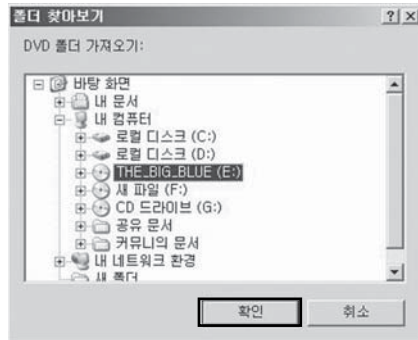 폴더 찾아보기
DVD 폴더 가져오기:
바탕 화면
내 문서
내 컴퓨터
로컬 디스크 (C:)
로컬 디스크 (D:)
THE_BIG_BLUE (E:)
새 파일 (F:)
CD 드라이브 (G:)
공유 문서
커뮤니의 문서
내 네트워크 환경
새 폴더
확인 취소